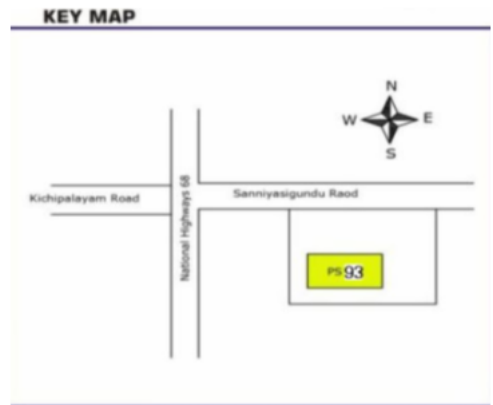 KEY MAP
N
W E
S
Kichipalayam Road
National Highways 68
Sanniyasigundu Raod
PS 93